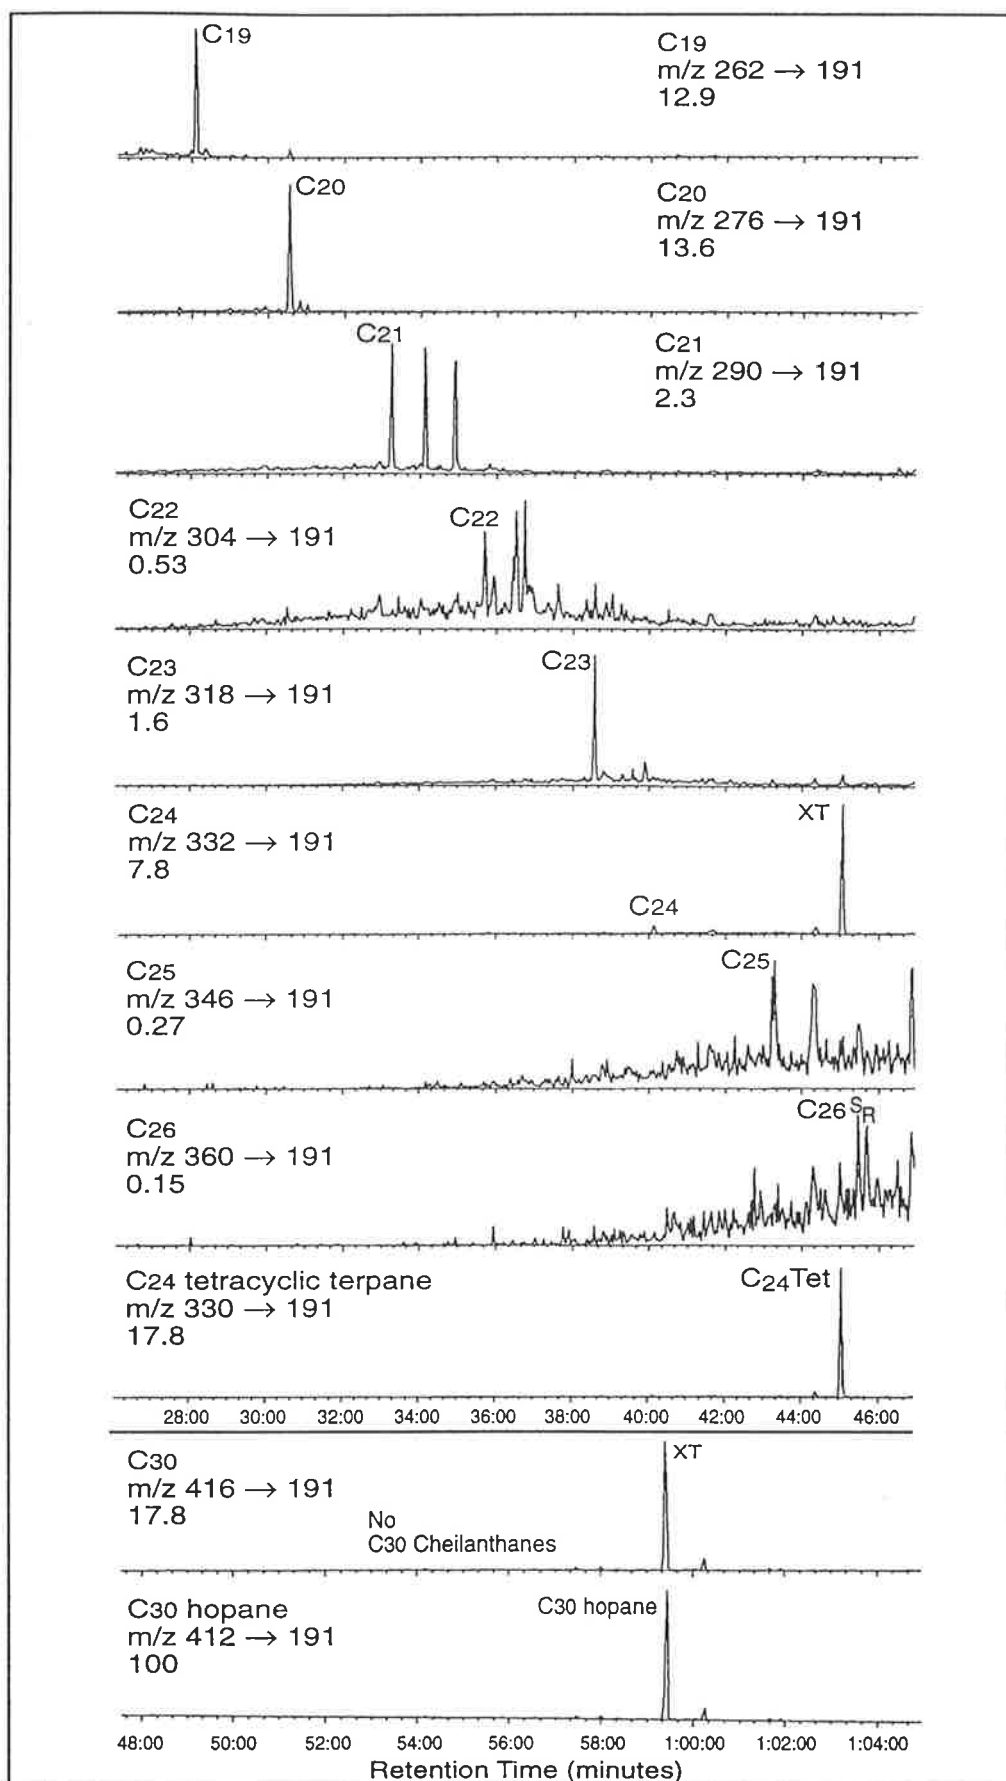 C19
C19
m/z 262 → 191
12.9
C20
C20
m/z 276 → 191
13.6
C21
C21
m/z 290 → 191
2.3
C22
m/z 304 → 191
0.53
C22
C23
m/z 318 → 191
1.6
C23
C24
m/z 332 → 191
7.8
XT
C24
C25
m/z 346 → 191
0.27
C25
C26
m/z 360 → 191
0.15
C26 S R
C24 tetracyclic terpane
m/z 330 → 191
17.8
C24Tet
28:00 30:00 32:00 34:00 36:00 38:00 40:00 42:00 44:00 46:00
C30
m/z 416 → 191
17.8
XT
No
C30 Cheilanthanes
C30 hopane
m/z 412 → 191
100
C30 hopane
48:00 50:00 52:00 54:00 56:00 58:00 1:00:00 1:02:00 1:04:00
Retention Time (minutes)